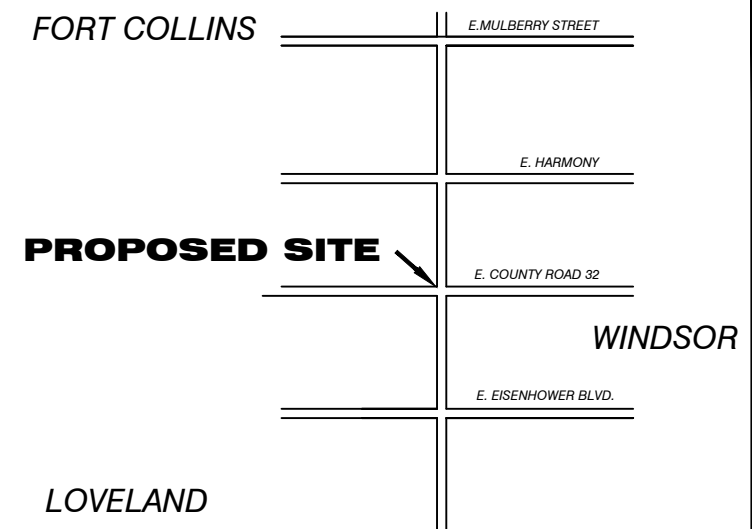 FORT COLLINS
E.MULBERRY STREET
E. HARMONY
PROPOSED SITE
E. COUNTY ROAD 32
WINDSOR
E. EISENHOWER BLVD.
LOVELAND